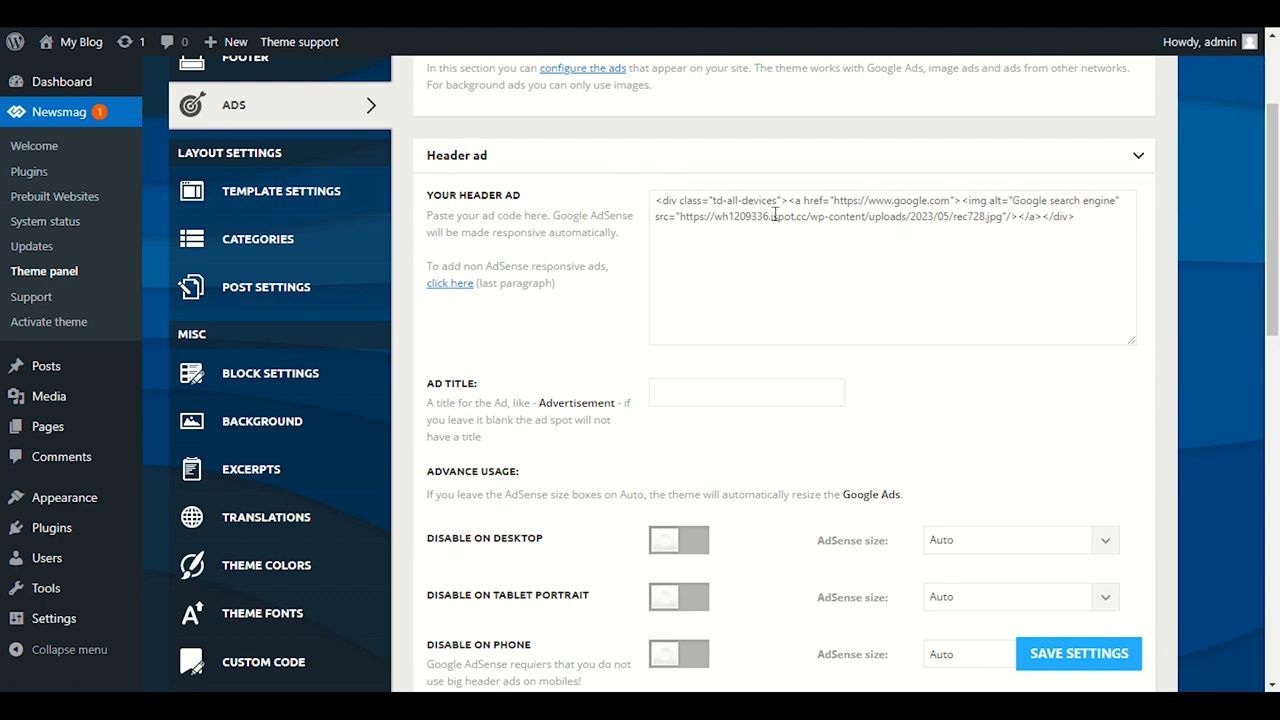 My Blog 1 0 New Theme support Howdy, admin
Dashboard
Newsmag 1
Welcome
Plugins
Prebuilt Websites
System status
Updates
Theme panel
Support
Activate theme
Posts
Media
Pages
Comments
Appearance
Plugins
Users
Tools
Settings
Collapse menu
FOOTER
ADS
LAYOUT SETTINGS
TEMPLATE SETTINGS
CATEGORIES
POST SETTINGS
MISC
BLOCK SETTINGS
BACKGROUND
EXCERPTS
TRANSLATIONS
THEME COLORS
THEME FONTS
CUSTOM CODE
In this section you can configure the ads that appear on your site. The theme works with Google Ads, image ads and ads from other networks.
For background ads you can only use images.
Header ad
YOUR HEADER AD
Paste your ad code here. Google AdSense
will be made responsive automatically.
To add non AdSense responsive ads,
click here (last paragraph)
<div class="td-all-devices"><a href="https://www.google.com"><img alt="Google search engine"
src="https://wh1209336.ispot.cc/wp-content/uploads/2023/05/rec728.jpg"/></a></div>
AD TITLE:
A title for the Ad, like - Advertisement - if
you leave it blank the ad spot will not
have a title
ADVANCE USAGE:
If you leave the AdSense size boxes on Auto, the theme will automatically resize the Google Ads.
DISABLE ON DESKTOP
AdSense size: Auto
DISABLE ON TABLET PORTRAIT
AdSense size: Auto
DISABLE ON PHONE
Google AdSense requiers that you do not
use big header ads on mobiles!
AdSense size: Auto
SAVE SETTINGS